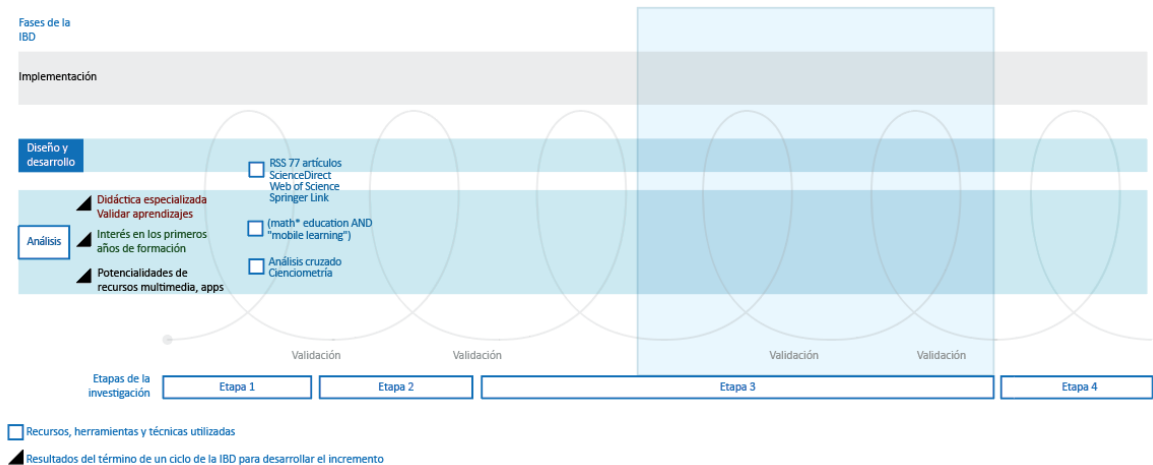 Fases de la
IBD
Implementación
Diseño y
desarrollo
RSS 77 artículos
ScienceDirect
Web of Science
Springer Link
Didáctica especializada
Validar aprendizajes
(math* education AND
"mobile learning")
Análisis
Interés en los primeros
años de formación
Análisis cruzado
Cienciometría
Potencialidades de
recursos multimedia, apps
Validación
Validación
Validación
Validación
Etapas de la
investigación
Etapa 1
Etapa 2
Etapa 3
Etapa 4
Recursos, herramientas y técnicas utilizadas
Resultados del término de un ciclo de la IBD para desarrollar el incremento